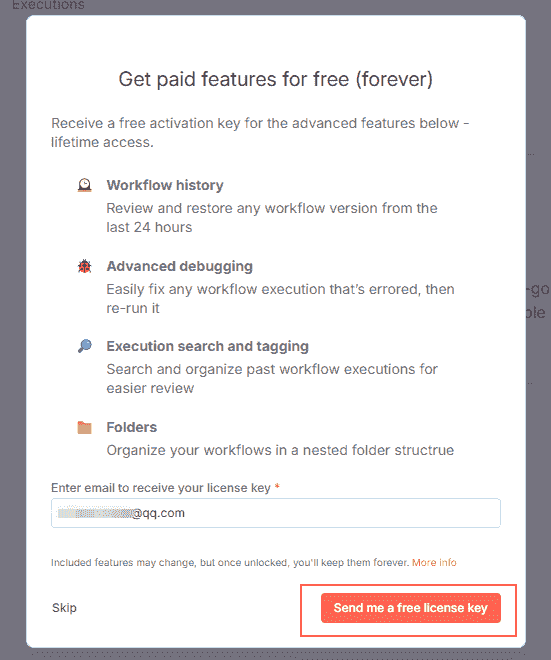 Executions
Get paid features for free (forever)
Receive a free activation key for the advanced features below -
lifetime access.
Workflow history
Review and restore any workflow version from the
last 24 hours
Advanced debugging
Easily fix any workflow execution that's errored, then
re-run it
Execution search and tagging
Search and organize past workflow executions for
easier review
Folders
Organize your workflows in a nested folder structrue
Enter email to receive your license key *
@qq.com
Included features may change, but once unlocked, you'll keep them forever. More info
Skip
Send me a free license key